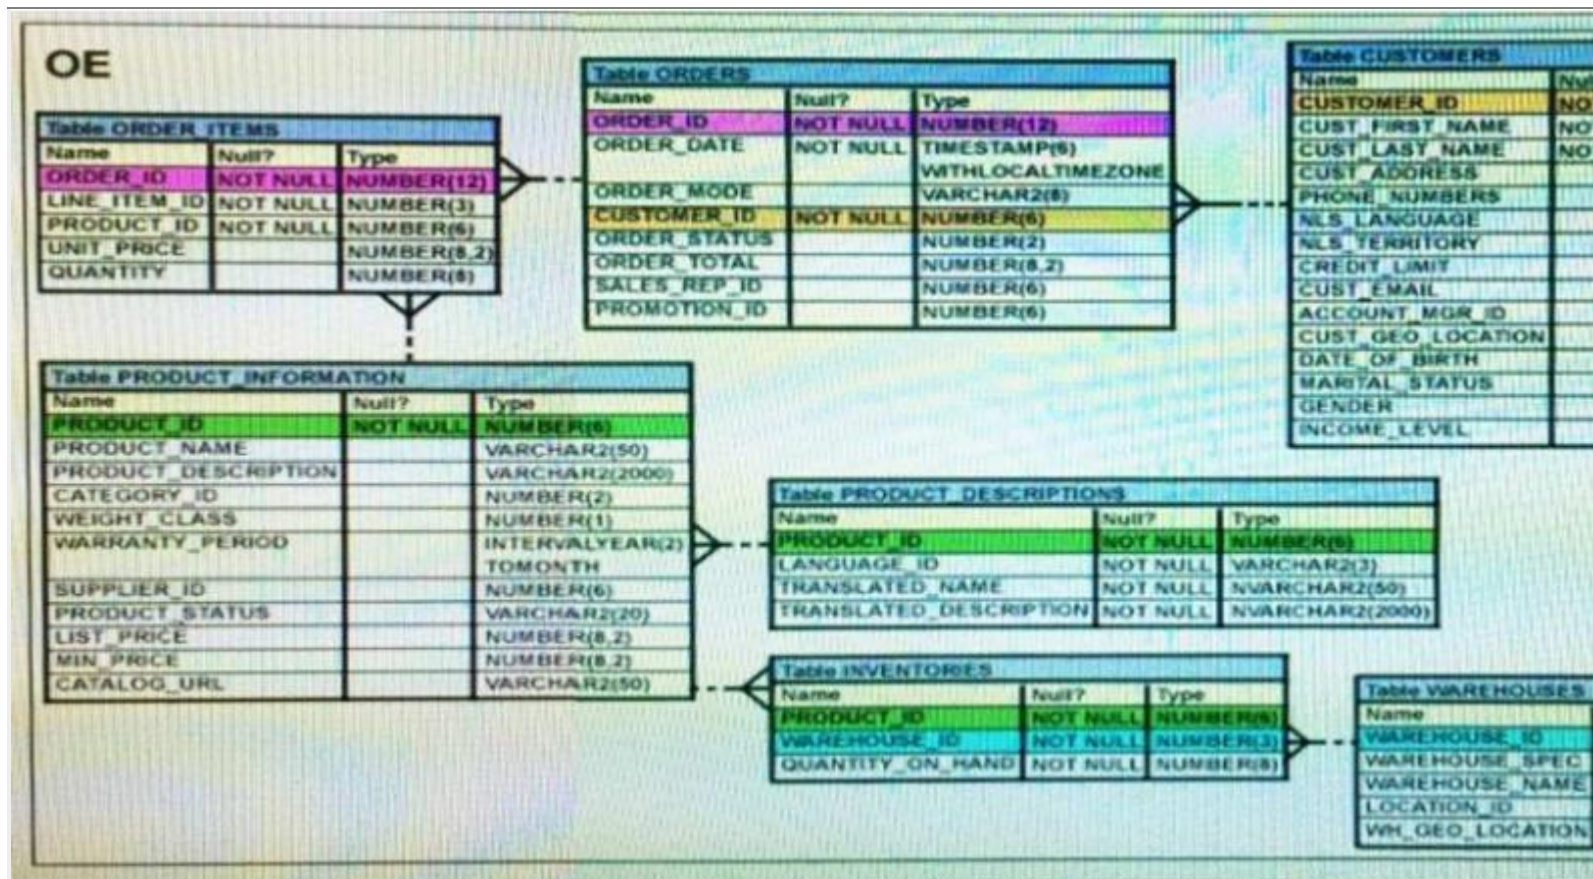 OE
Table ORDER_ITEMS
Name Null? Type
ORDER_ID NOT NULL NUMBER(12)
LINE_ITEM_ID NOT NULL NUMBER(3)
PRODUCT_ID NOT NULL NUMBER(6)
UNIT_PRICE NUMBER(8,2)
QUANTITY NUMBER(8)
Table ORDERS
Name Null? Type
ORDER_ID NOT NULL NUMBER(12)
ORDER_DATE NOT NULL TIMESTAMP(6)
WITHLOCALTIMEZONE
ORDER_MODE VARCHAR2(8)
CUSTOMER_ID NOT NULL NUMBER(6)
ORDER_STATUS NUMBER(2)
ORDER_TOTAL NUMBER(8,2)
SALES_REP_ID NUMBER(6)
PROMOTION_ID NUMBER(6)
Table CUSTOMERS
Name Nul
CUSTOMER_ID NO
CUST_FIRST_NAME NO
CUST_LAST_NAME NO
CUST_ADDRESS
PHONE_NUMBERS
NLS_LANGUAGE
NLS_TERRITORY
CREDIT_LIMIT
CUST_EMAIL
ACCOUNT_MGR_ID
CUST_GEO_LOCATION
DATE_OF_BIRTH
MARITAL_STATUS
GENDER
INCOME_LEVEL
Table PRODUCT_INFORMATION
Name Null? Type
PRODUCT_ID NOT NULL NUMBER(6)
PRODUCT_NAME VARCHAR2(50)
PRODUCT_DESCRIPTION VARCHAR2(2000)
CATEGORY_ID NUMBER(2)
WEIGHT_CLASS NUMBER(1)
WARRANTY_PERIOD INTERVALYEAR(2)
TOMONTH
SUPPLIER_ID NUMBER(6)
PRODUCT_STATUS VARCHAR2(20)
LIST_PRICE NUMBER(8,2)
MIN_PRICE NUMBER(8,2)
CATALOG_URL VARCHAR2(50)
Table PRODUCT_DESCRIPTIONS
Name Null? Type
PRODUCT_ID NOT NULL NUMBER(6)
LANGUAGE_ID NOT NULL VARCHAR2(3)
TRANSLATED_NAME NOT NULL NVARCHAR2(50)
TRANSLATED_DESCRIPTION NOT NULL NVARCHAR2(2000)
Table INVENTORIES
Name Null? Type
PRODUCT_ID NOT NULL NUMBER(6)
WAREHOUSE_ID NOT NULL NUMBER(3)
QUANTITY_ON_HAND NOT NULL NUMBER(8)
Table WAREHOUSES
Name
WAREHOUSE_ID
WAREHOUSE_SPEC
WAREHOUSE_NAME
LOCATION_ID
WH_GEO_LOCATION